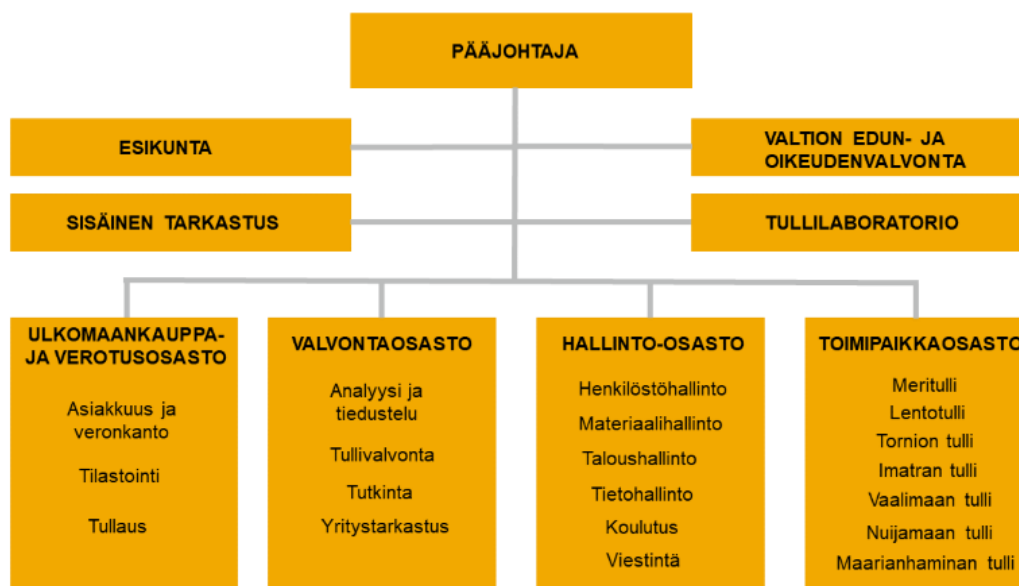 PÄÄJOHTAJA
ESIKUNTA
VALTION EDUN- JA
OIKEUDENVALVONTA
SISÄINEN TARKASTUS
TULLILABORATORIO
ULKOMAANKAUPPA-
JA VEROTUSOSASTO
Asiakkuus ja
veronkanto
Tilastointi
Tullaus
VALVONTAOSASTO
Analyysi ja
tiedustelu
Tullivalvonta
Tutkinta
Yritystarkastus
HALLINTO-OSASTO
Henkilöstöhallinto
Materiaalihallinto
Taloushallinto
Tietohallinto
Koulutus
Viestintä
TOIMIPAIKKAOSASTO
Meritulli
Lentotulli
Tornion tulli
Imatran tulli
Vaalimaan tulli
Nuijamaan tulli
Maarianhaminan tulli